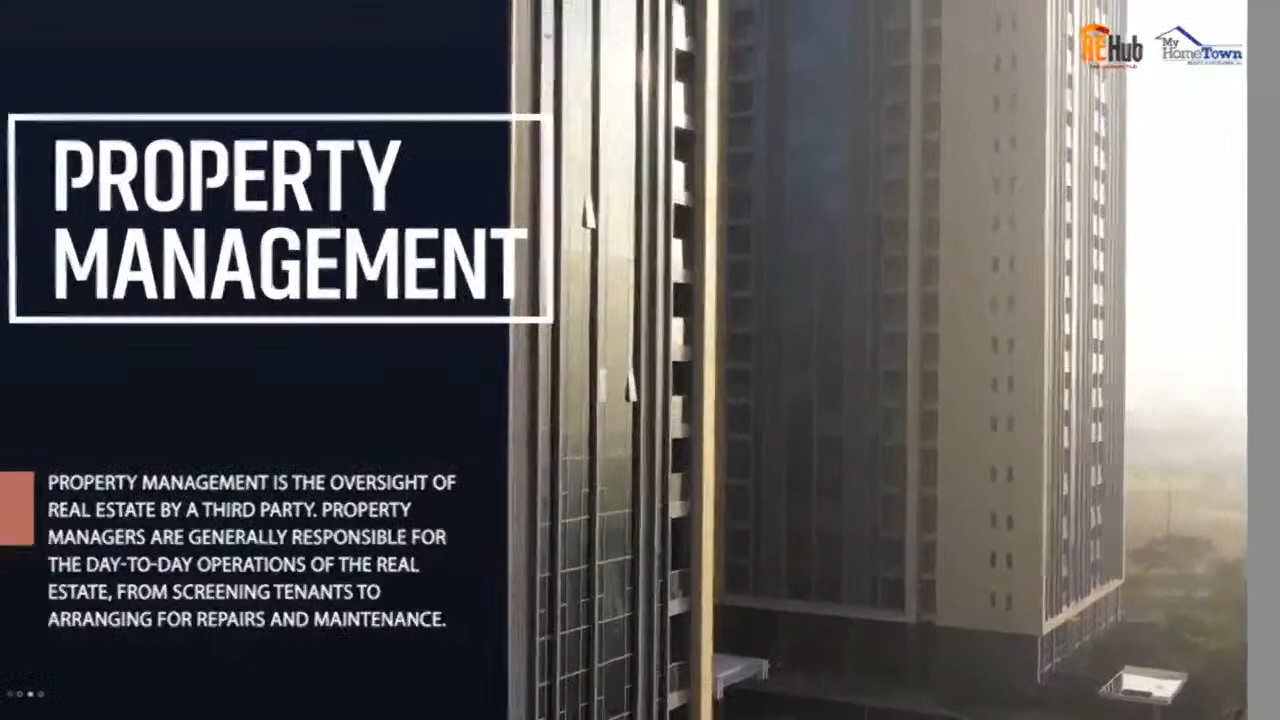 REHub
My
HomeTown
PROPERTY
MANAGEMENT
PROPERTY MANAGEMENT IS THE OVERSIGHT OF
REAL ESTATE BY A THIRD PARTY. PROPERTY
MANAGERS ARE GENERALLY RESPONSIBLE FOR
THE DAY-TO-DAY OPERATIONS OF THE REAL
ESTATE, FROM SCREENING TENANTS TO
ARRANGING FOR REPAIRS AND MAINTENANCE.